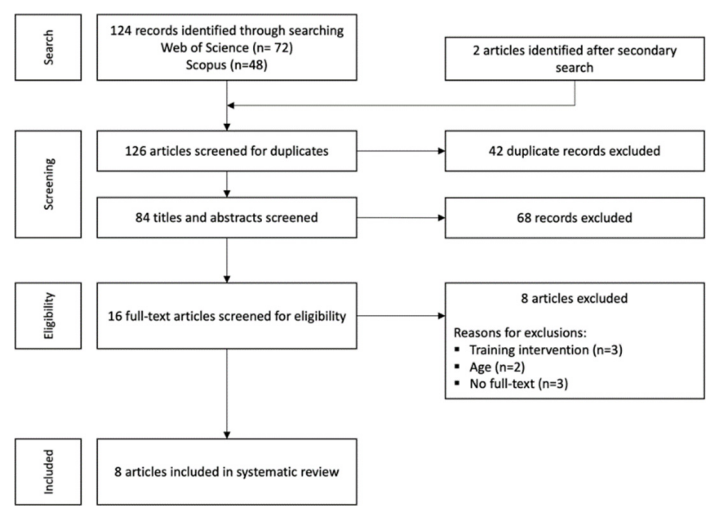 Search
124 records identified through searching
Web of Science (n= 72)
Scopus (n=48)
2 articles identified after secondary
search
Screening
126 articles screened for duplicates
42 duplicate records excluded
84 titles and abstracts screened
68 records excluded
Eligibility
16 full-text articles screened for eligibility
8 articles excluded
Reasons for exclusions:
▪ Training intervention (n=3)
▪ Age (n=2)
▪ No full-text (n=3)
Included
8 articles included in systematic review